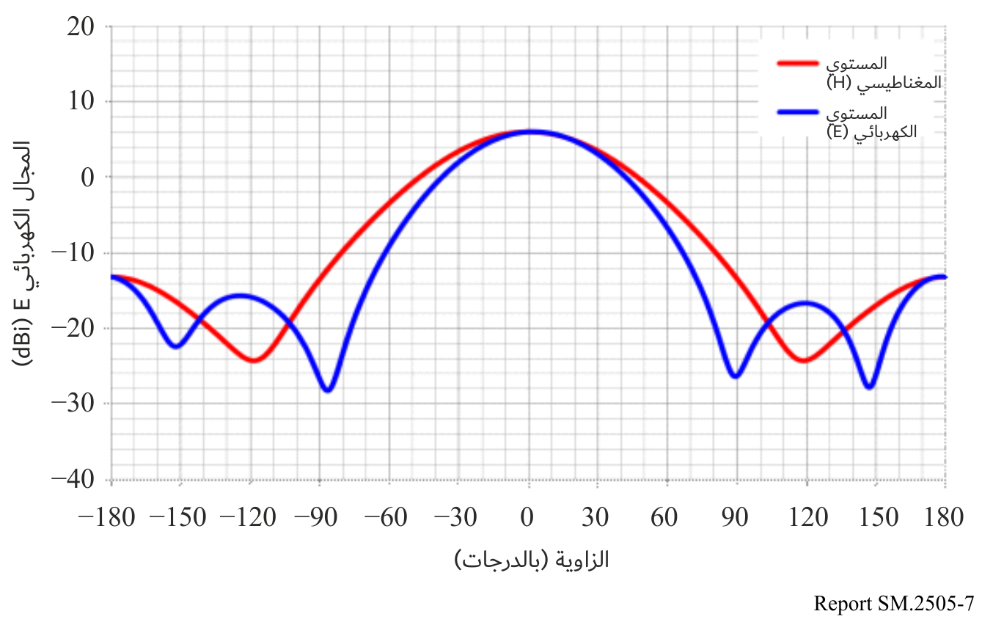 20
10
0
−10
−20
−30
−40
المجال الكهربائي E (dBi)
المستوي
المغناطيسي (H)
المستوي
الكهربائي (E)
−180 −150 −120 −90 −60 −30 0 30 60 90 120 150 180
الزاوية (بالدرجات)
Report SM.2505-7